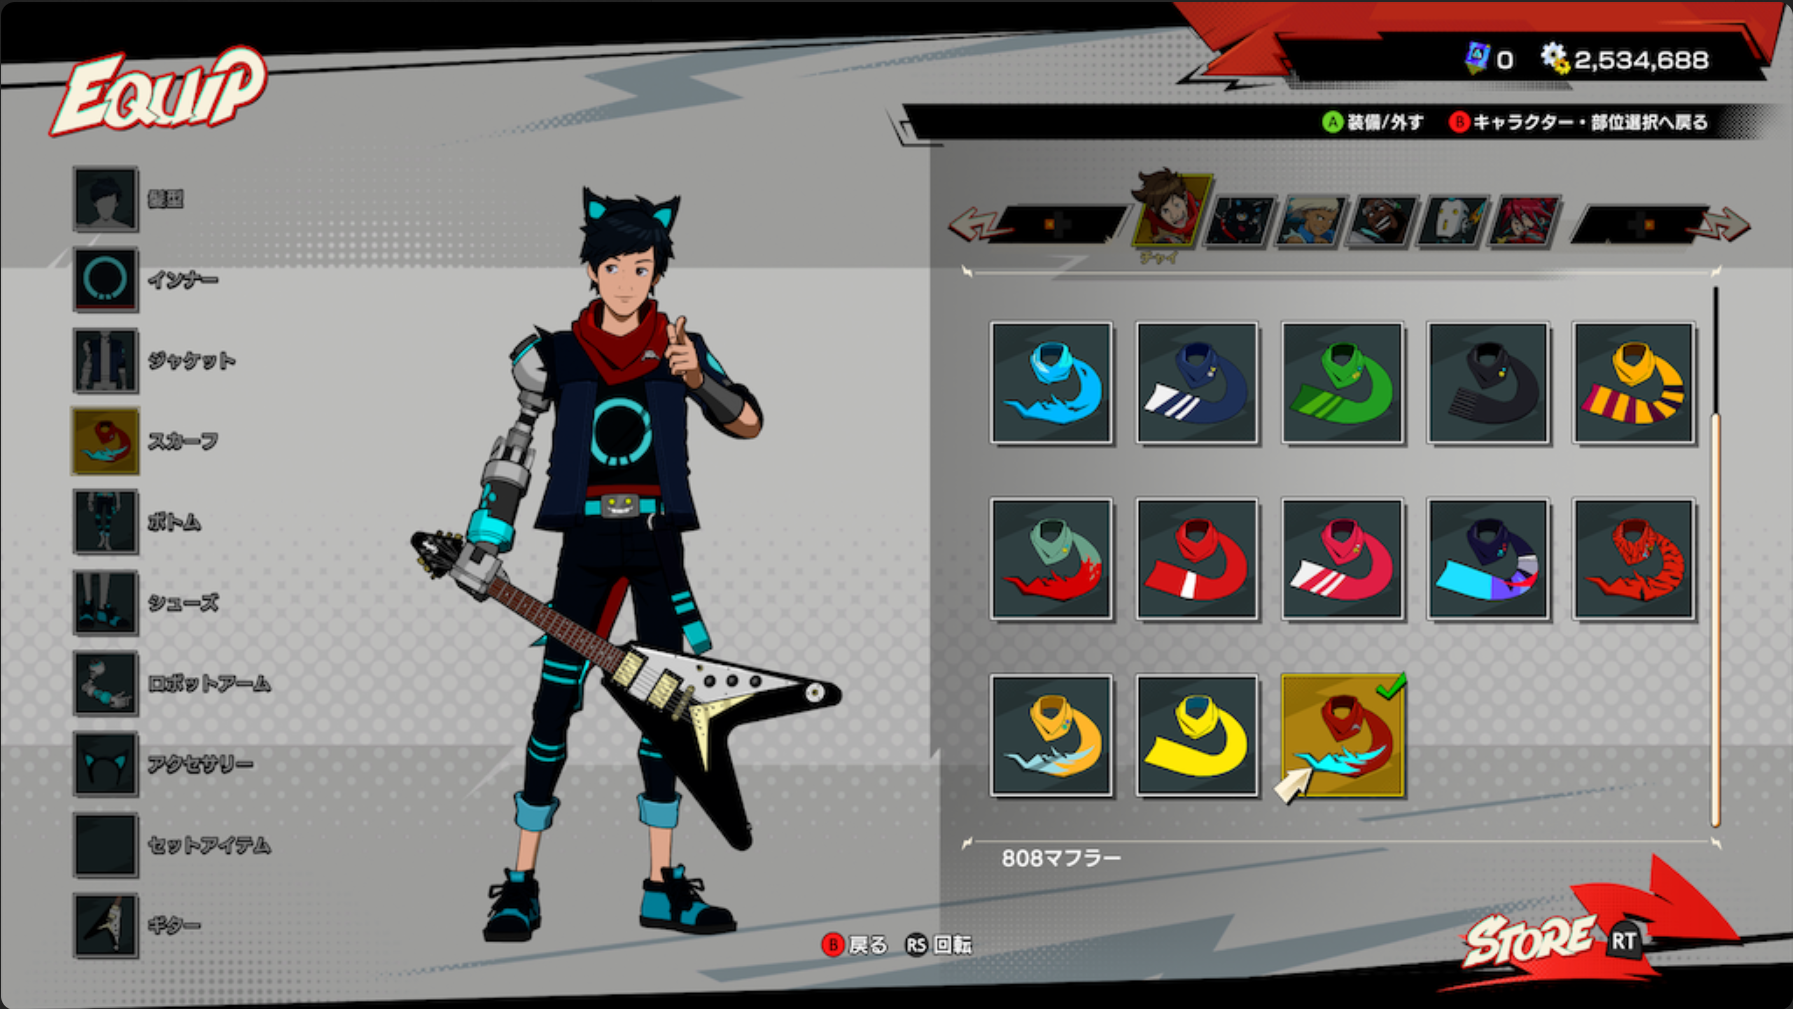 EQUIP
0 2,534,688
A 装備/外す B キャラクター・部位選択へ戻る
チャイ
髪型
インナー
ジャケット
スカーフ
ボトム
シューズ
ロボットアーム
アクセサリー
セットアイテム
ギター
808マフラー
B 戻る RS 回転
STORE RT